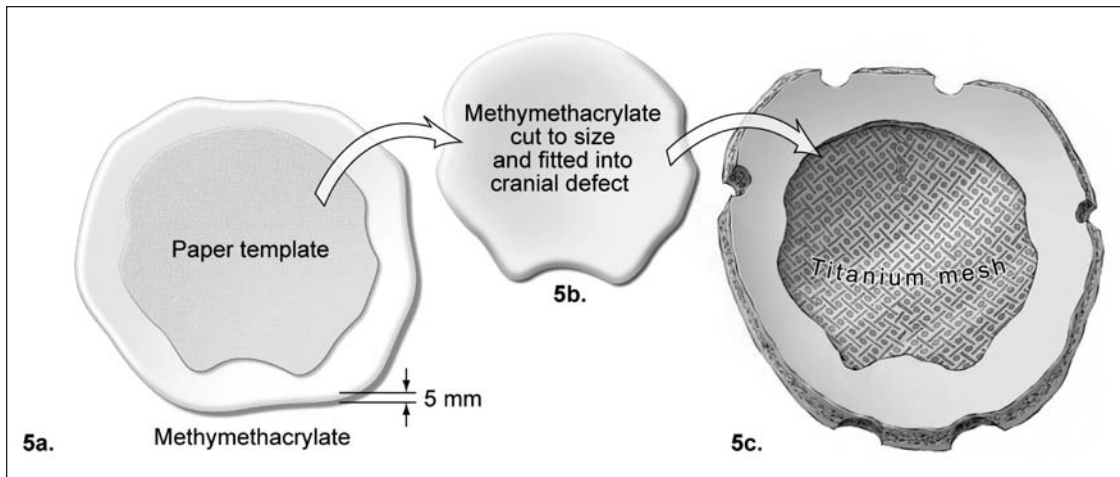 Paper template
5 mm
5a.
Methymethacrylate
Methymethacrylate
cut to size
and fitted into
cranial defect
5b.
Titanium mesh
5c.